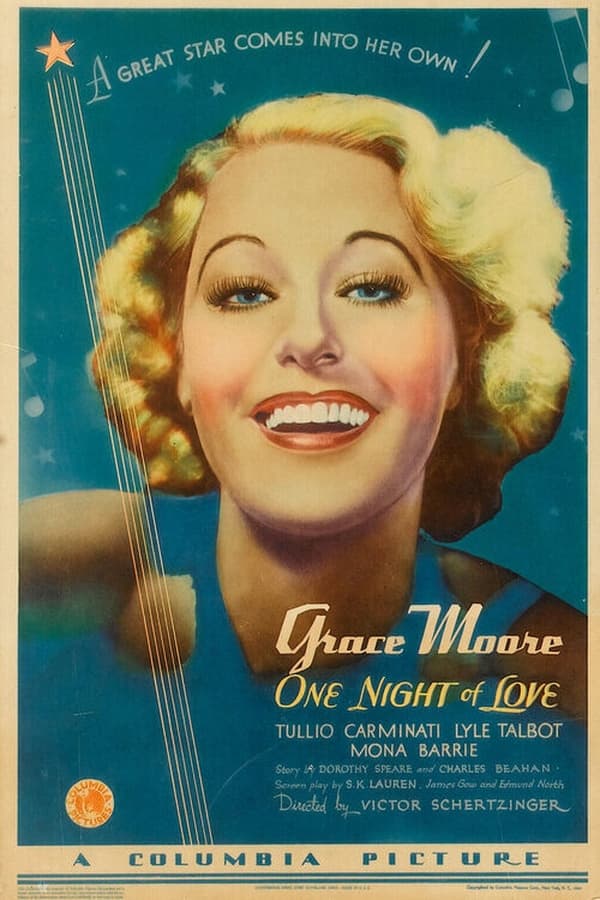 A GREAT STAR COMES INTO HER OWN!
Grace Moore
ONE NIGHT of LOVE
TULLIO CARMINATI LYLE TALBOT
MONA BARRIE
Story by DOROTHY SPEARE and CHARLES BEAHAN.
Screen play by S.K. LAUREN, James Gow and Edmund North
Directed by VICTOR SCHERTZINGER
COLUMBIA
PICTURES
A COLUMBIA PICTURE